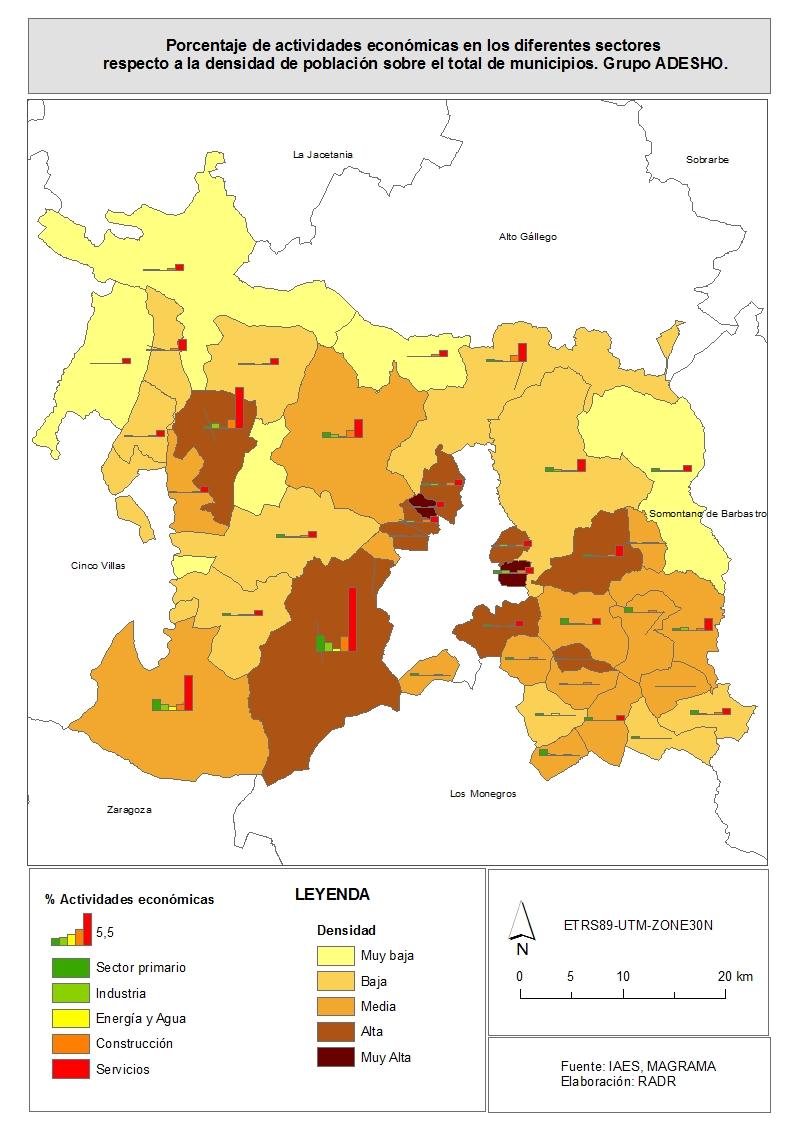 Porcentaje de actividades económicas en los diferentes sectores
respecto a la densidad de población sobre el total de municipios. Grupo ADESHO.
La Jacetania
Sobrarbe
Alto Gállego
Somontano de Barbastro
Cinco Villas
Los Monegros
Zaragoza
LEYENDA
% Actividades económicas
5,5
Sector primario
Industria
Energía y Agua
Construcción
Servicios
Densidad
Muy baja
Baja
Media
Alta
Muy Alta
N
ETRS89-UTM-ZONE30N
0 5 10 20 km
Fuente: IAES, MAGRAMA
Elaboración: RADR